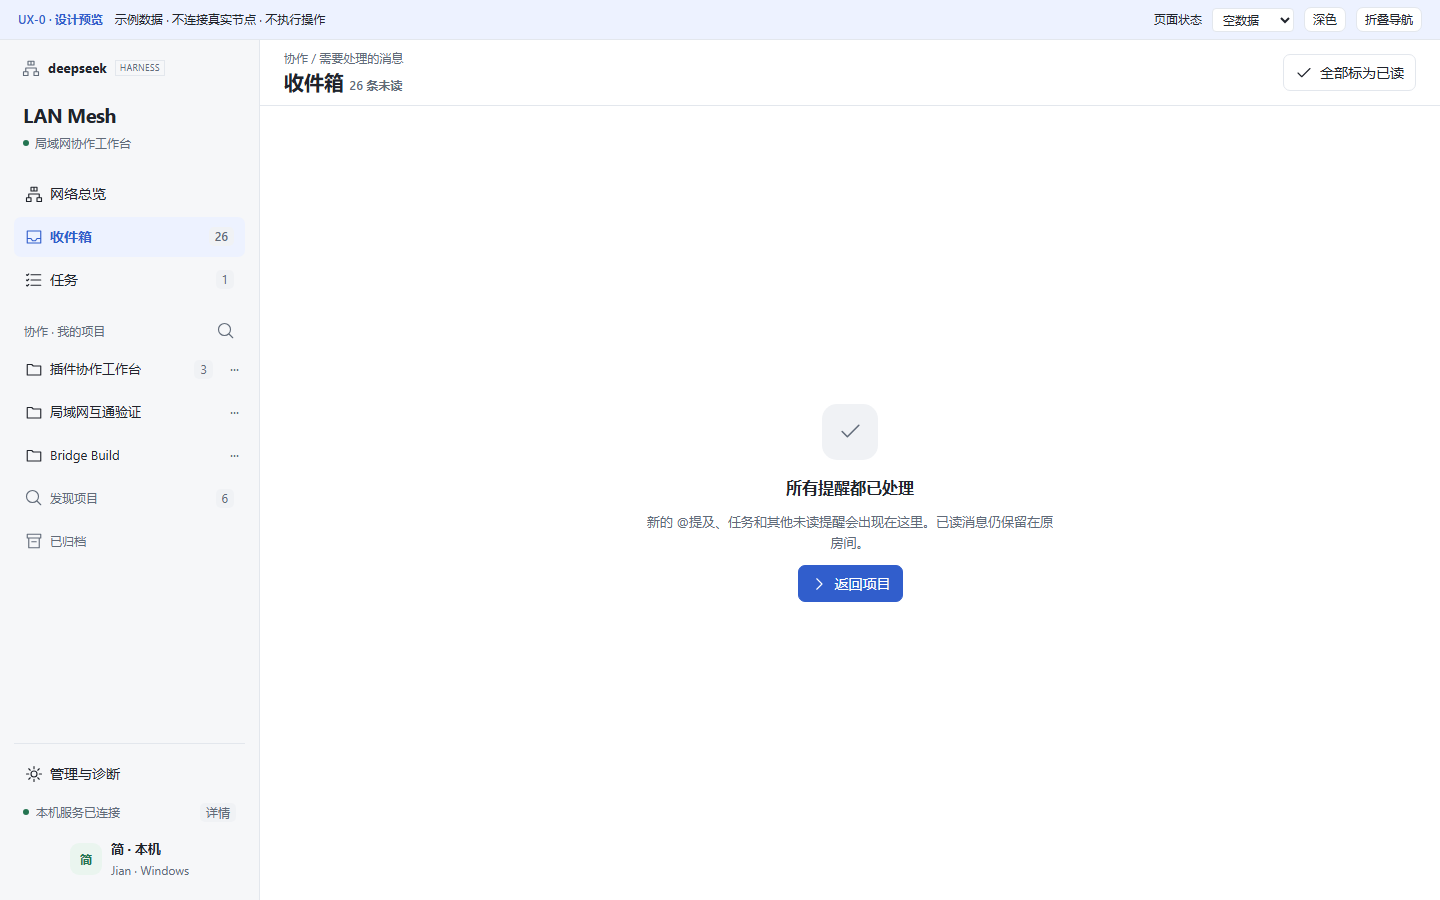 UX-0 · 设计预览 示例数据 · 不连接真实节点 · 不执行操作 页面状态 空数据 深色 折叠导航
deepseek HARNESS
LAN Mesh
局域网协作工作台
网络总览
收件箱 26
任务 1
协作 · 我的项目
插件协作工作台 3 ...
局域网互通验证 ...
Bridge Build ...
发现项目 6
已归档
管理与诊断
本机服务已连接 详情
简 简 · 本机
Jian · Windows
协作 / 需要处理的消息
收件箱 26 条未读
全部标为已读
所有提醒都已处理
新的 @提及、任务和其他未读提醒会出现在这里。已读消息仍保留在原
房间。
返回项目